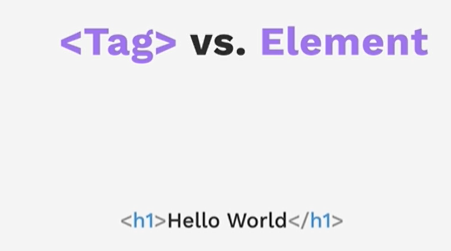 <Tag> vs. Element
<h1>Hello World</h1>